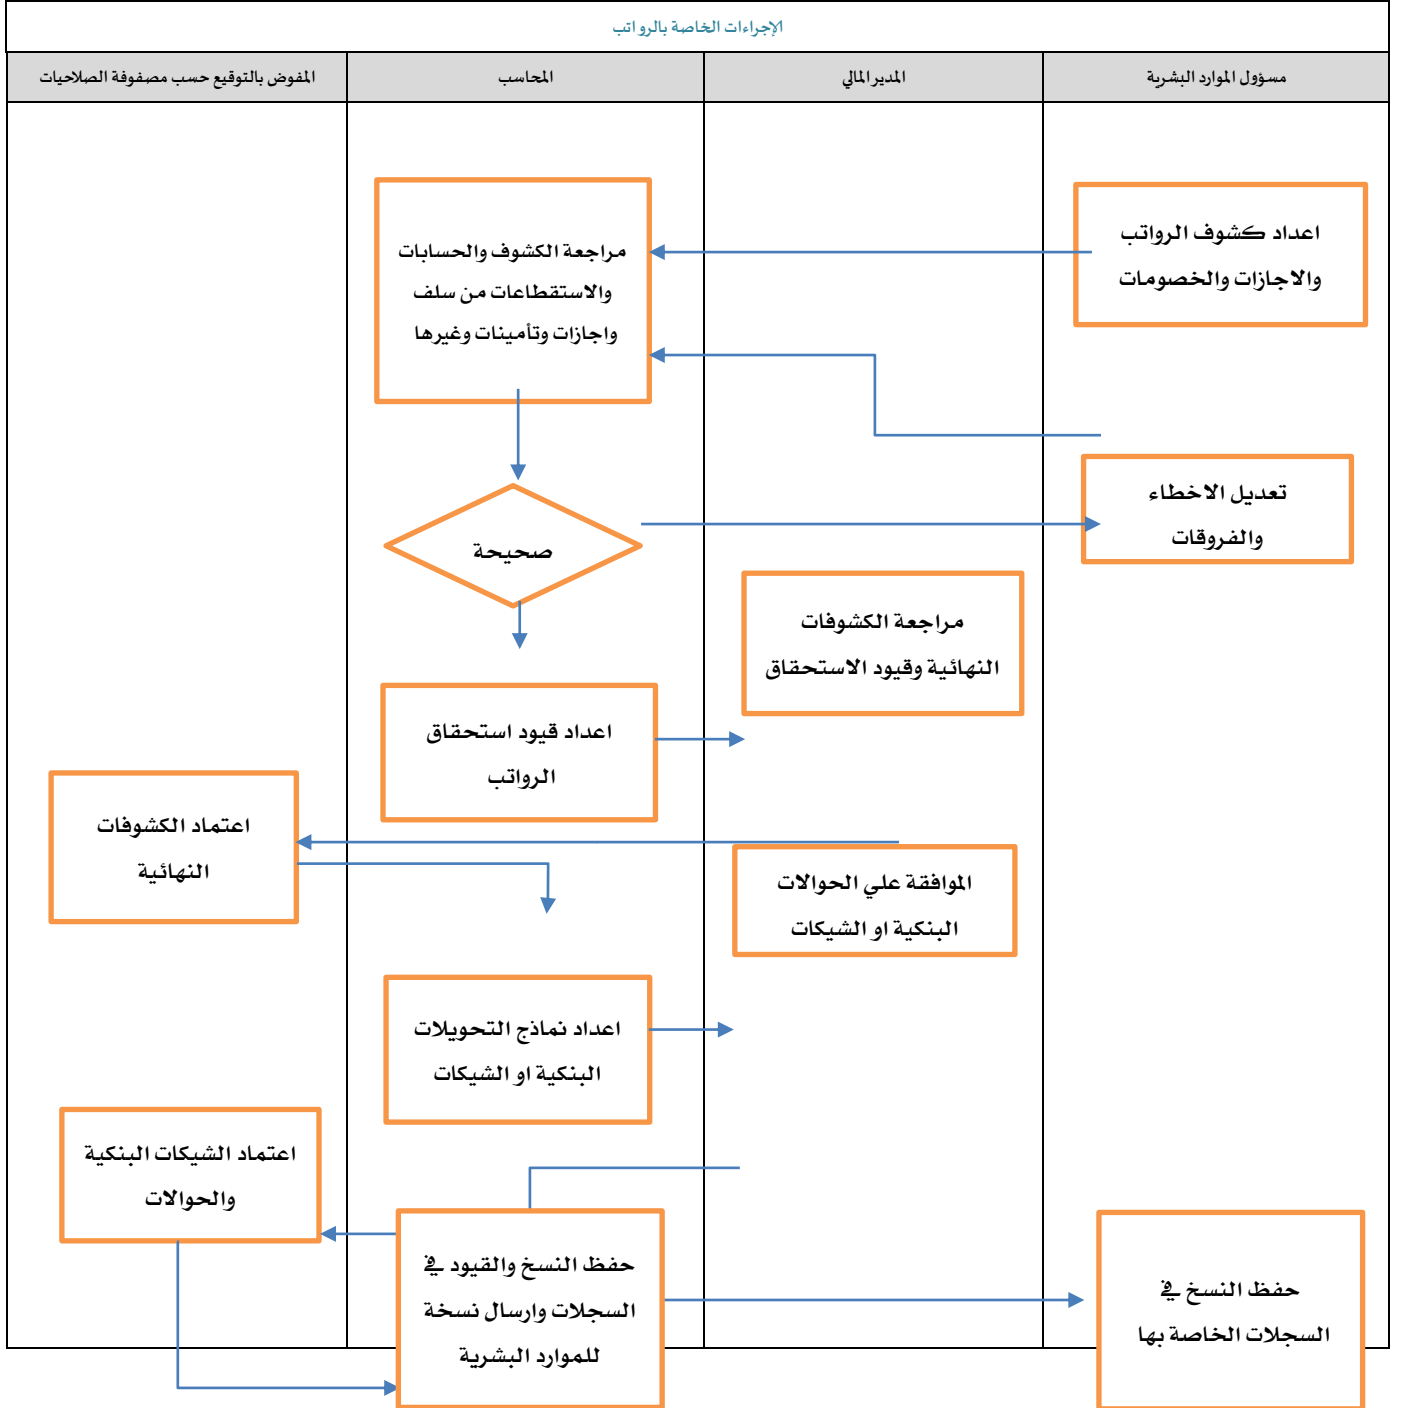 الإجراءات الخاصة بالرواتب
مسؤول الموارد البشرية
المدير المالي
المحاسب
المفوض بالتوقيع حسب مصفوفة الصلاحيات
اعداد كشوف الرواتب
والاجازات والخصومات
مراجعة الكشوف والحسابات
والاستقطاعات من سلف
واجازات وتأمينات وغيرها
تعديل الاخطاء
والفروقات
صحيحة
مراجعة الكشوفات
النهائية وقيود الاستحقاق
اعداد قيود استحقاق
الرواتب
اعتماد الكشوفات
النهائية
الموافقة علي الحوالات
البنكية او الشيكات
اعداد نماذج التحويلات
البنكية او الشيكات
اعتماد الشيكات البنكية
والحوالات
حفظ النسخ والقيود في
السجلات وارسال نسخة
للموارد البشرية
حفظ النسخ في
السجلات الخاصة بها